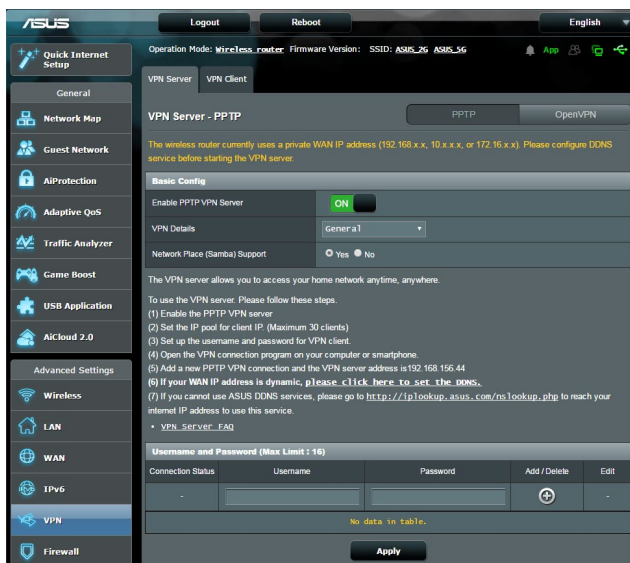 ASUS
Logout
Reboot
English
Quick Internet
Setup
General
Network Map
Guest Network
AiProtection
Adaptive QoS
Traffic Analyzer
Game Boost
USB Application
AiCloud 2.0
Advanced Settings
Wireless
LAN
WAN
IPv6
VPN
Firewall
Operation Mode: Wireless router Firmware Version: SSID: ASUS_2G ASUS_5G
App
VPN Server
VPN Client
VPN Server - PPTP
PPTP
OpenVPN
The wireless router currently uses a private WAN IP address (192.168.x.x, 10.x.x.x, or 172.16.x.x). Please configure DDNS
service before starting the VPN server.
Basic Config
Enable PPTP VPN Server
ON
VPN Details
General
Network Place (Samba) Support
Yes No
The VPN server allows you to access your home network anytime, anywhere.
To use the VPN server. Please follow these steps.
(1) Enable the PPTP VPN server
(2) Set the IP pool for client IP. (Maximum 30 clients)
(3) Set up the username and password for VPN client.
(4) Open the VPN connection program on your computer or smartphone.
(5) Add a new PPTP VPN connection and the VPN server address is192.168.156.44
(6) If your WAN IP address is dynamic, please click here to set the DDNS.
(7) If you cannot use ASUS DDNS services, please go to http://iplookup.asus.com/nslookup.php to reach your
internet IP address to use this service.
• VPN Server FAQ
Username and Password (Max Limit : 16)
Connection Status Username Password Add / Delete Edit
- -
No data in table.
Apply